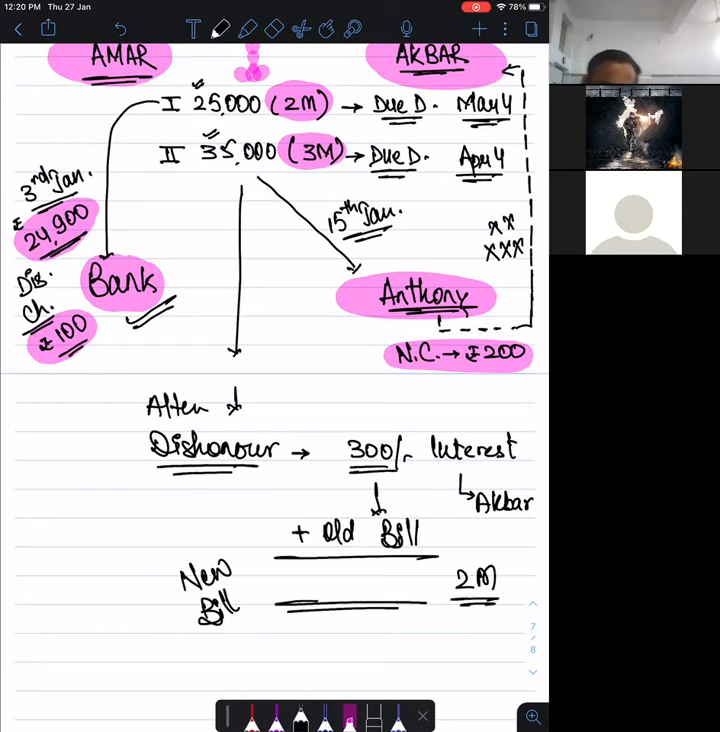 12:20 PM Thu 27 Jan
78%
AMAR
AKBAR
I 25,000 (2M) → Due D. Mar 4
II 35,000 (3M) → Due D. Apr 4
3rd Jan.
₹ 24,900
15th Jan.
xx
xxx
Dis. Ch.
₹ 100
Bank
Anthony
N.C. → ₹ 200
After
Dishonour → 300/- Interest
Akbar
+ Old Bill
New Bill
2M
7
/
8